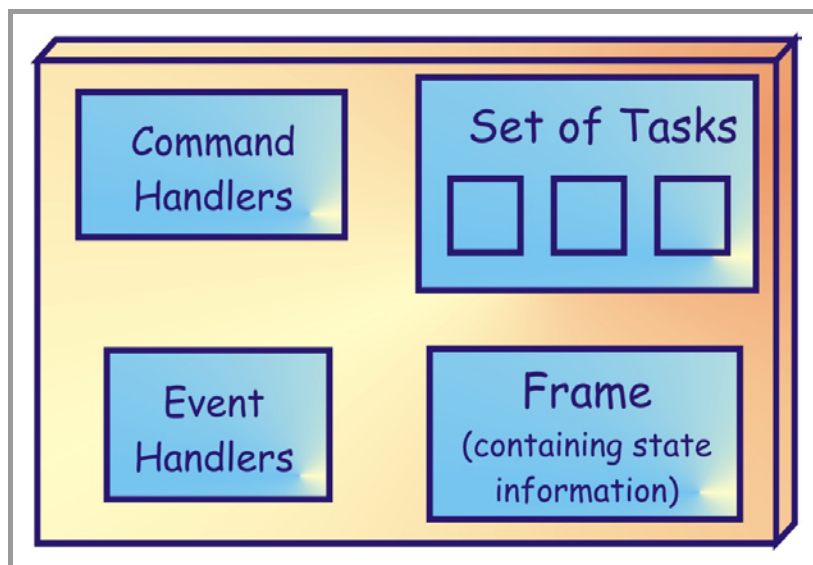 Command
Handlers
Set of Tasks
Event
Handlers
Frame
(containing state
information)